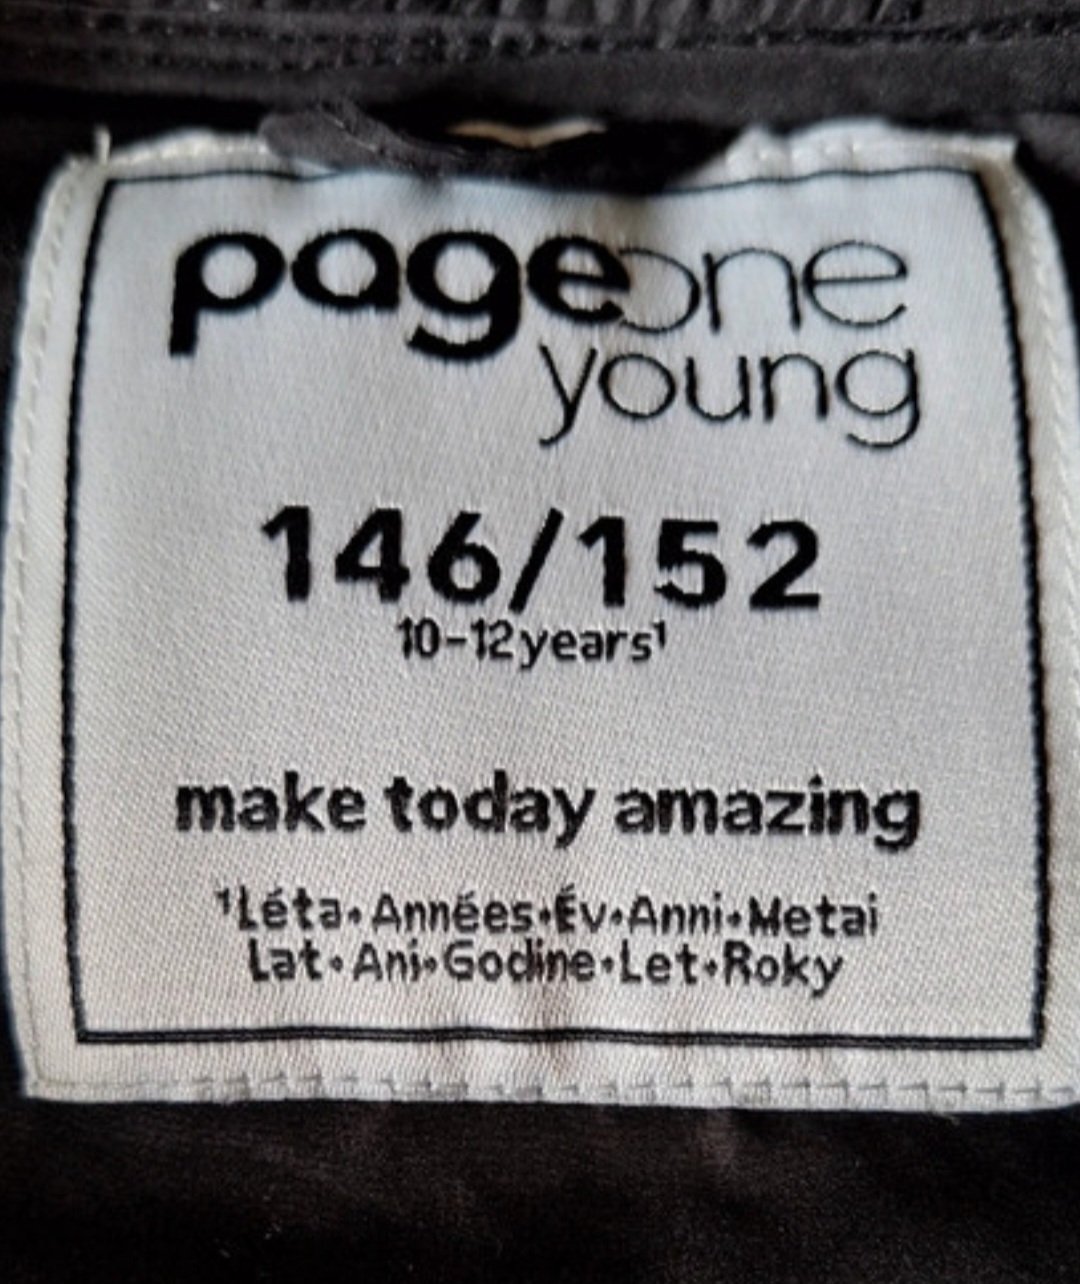 pageone
young
146/152
10-12years¹
make today amazing
¹Léta•Années•Év•Anni•Metai
Lat•Ani•Godine•Let•Roky